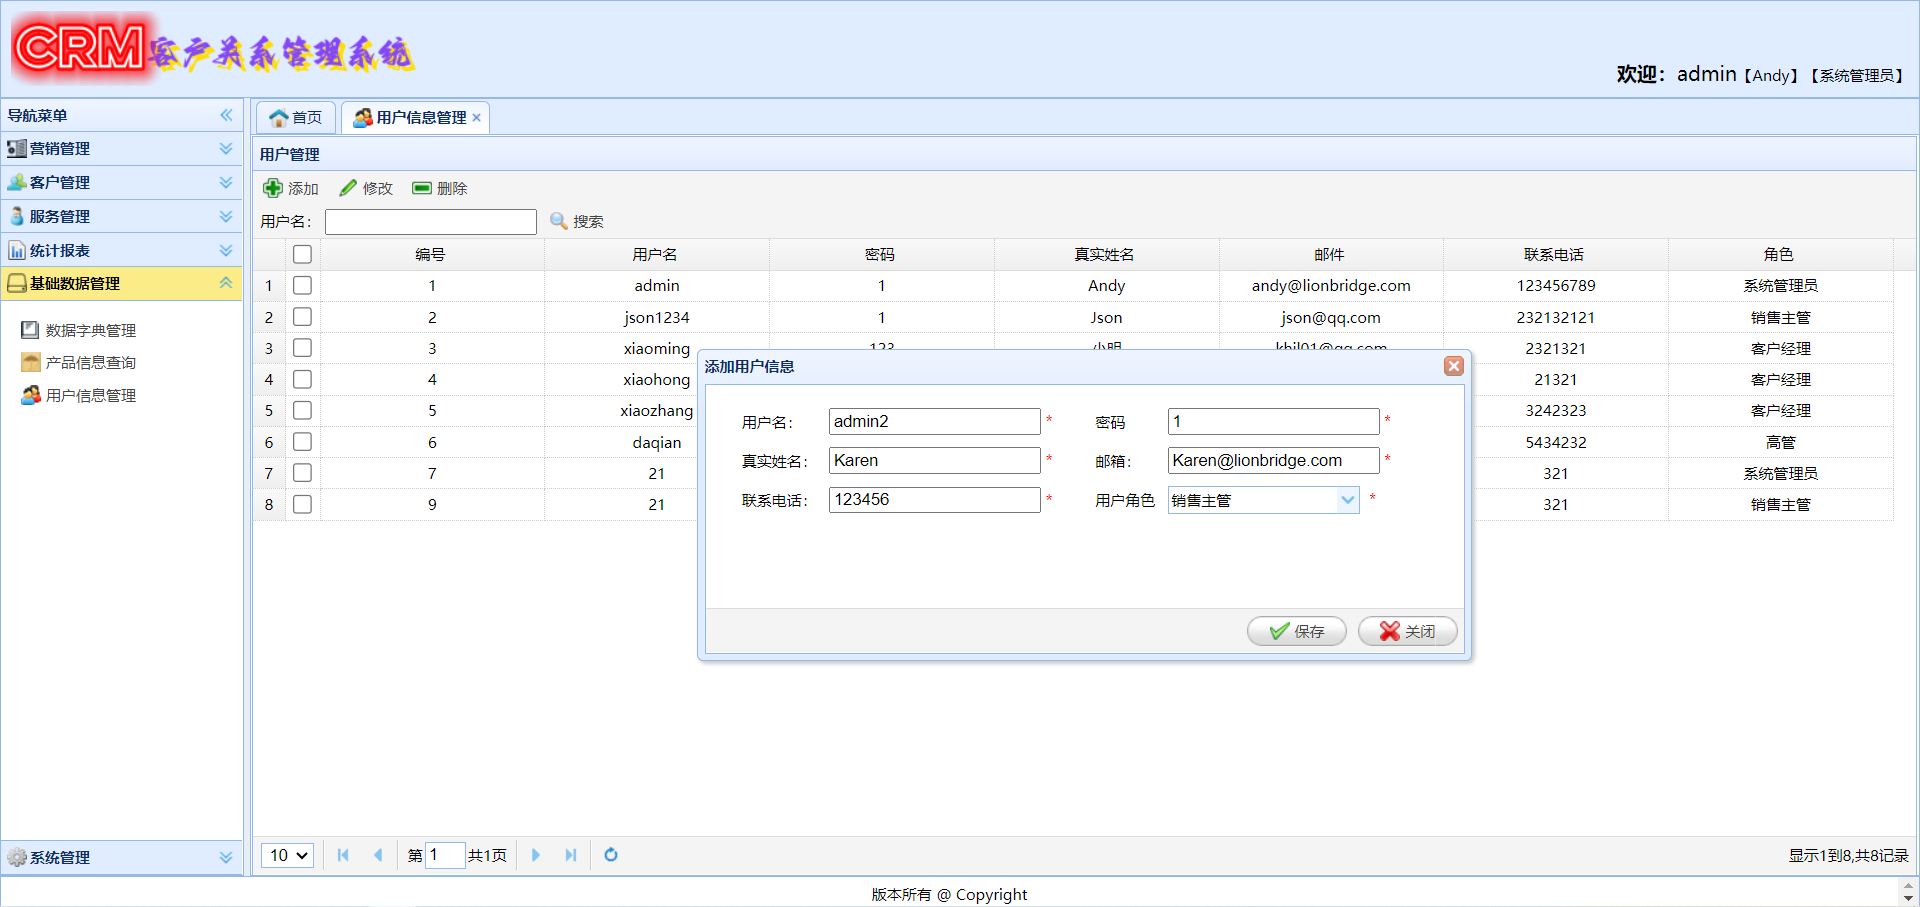 CRM客户关系管理系统
欢迎：admin【Andy】【系统管理员】
导航菜单
营销管理
客户管理
服务管理
统计报表
基础数据管理
数据字典管理
产品信息查询
用户信息管理
系统管理
首页 用户信息管理
用户管理
添加 修改 删除
用户名： 搜索
编号 用户名 密码 真实姓名 邮件 联系电话 角色
1 1 admin 1 Andy andy@lionbridge.com 123456789 系统管理员
2 2 json1234 1 Json json@qq.com 232132121 销售主管
3 3 xiaoming 123 小明 khjl01@qq.com 2321321 客户经理
4 4 xiaohong 21321 客户经理
5 5 xiaozhang 3242323 客户经理
6 6 daqian 5434232 高管
7 7 21 321 系统管理员
8 9 21 321 销售主管
添加用户信息
用户名： admin2 * 密码 1 *
真实姓名： Karen * 邮箱： Karen@lionbridge.com *
联系电话： 123456 * 用户角色 销售主管 *
保存 关闭
10 第 1 共1页 显示1到8,共8记录
版本所有 @ Copyright